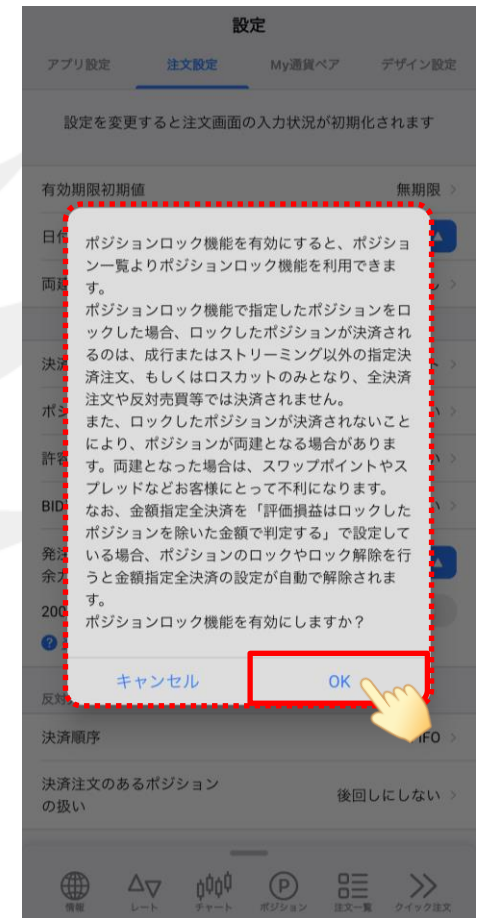 設定
アプリ設定
注文設定
My通貨ペア
デザイン設定
設定を変更すると注文画面の入力状況が初期化されます
有効期限初期値
無期限
日付
ポジションロック機能を有効にすると、ポジショ
ン一覧よりポジションロック機能を利用できま
す。
ポジションロック機能で指定したポジションをロ
ックした場合、ロックしたポジションが決済され
るのは、成行またはストリーミング以外の指定決
済注文、もしくはロスカットのみとなり、全決済
注文や反対売買等では決済されません。
また、ロックしたポジションが決済されないこと
により、ポジションが両建となる場合がありま
す。両建となった場合は、スワップポイントやス
プレッドなどお客様にとって不利になります。
なお、金額指定全決済を「評価損益はロックした
ポジションを除いた金額で判定する」で設定して
いる場合、ポジションのロックやロック解除を行
うと金額指定全決済の設定が自動で解除されま
す。
ポジションロック機能を有効にしますか？
キャンセル
OK
両建
決済
ポジ
許容
BID
発注
余力
200
反対
決済順序
FIFO
決済注文のあるポジション
の扱い
後回しにしない
情報
レート
チャート
ポジション
注文一覧
クイック注文